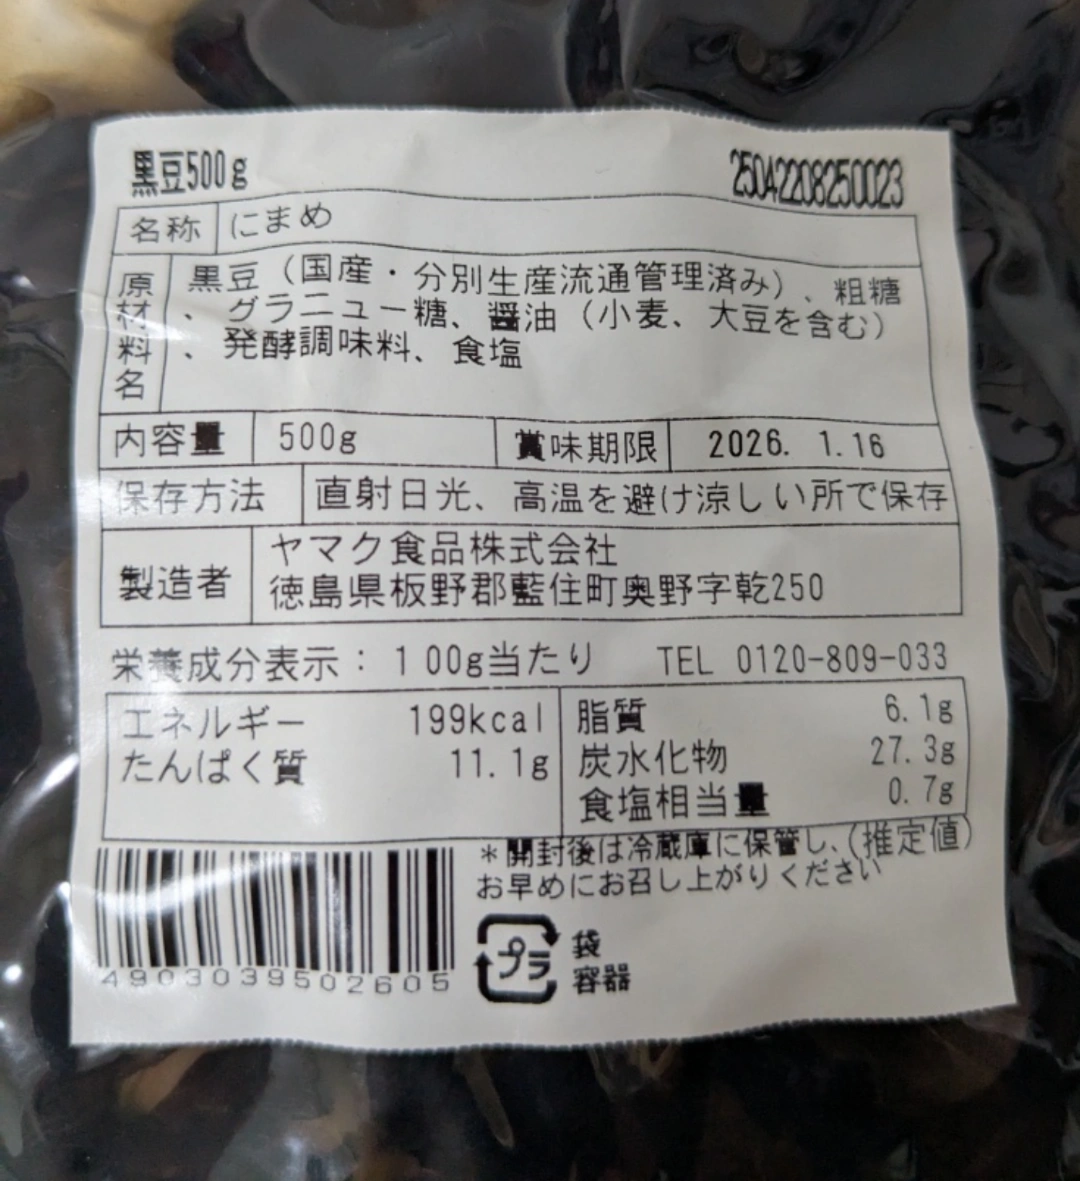 黒豆500g 250A2208250023
名称 にまめ
原材料名 黒豆（国産・分別生産流通管理済み）、粗糖
、グラニュー糖、醤油（小麦、大豆を含む）
、発酵調味料、食塩
内容量 500g 賞味期限 2026. 1.16
保存方法 直射日光、高温を避け涼しい所で保存
製造者 ヤマク食品株式会社
徳島県板野郡藍住町奥野字乾250
栄養成分表示：100g当たり TEL 0120-809-033
エネルギー 199kcal 脂質 6.1g
たんぱく質 11.1g 炭水化物 27.3g
食塩相当量 0.7g
(推定値)
＊開封後は冷蔵庫に保管し、
お早めにお召し上がりください
4903039502605
プラ 袋
容器